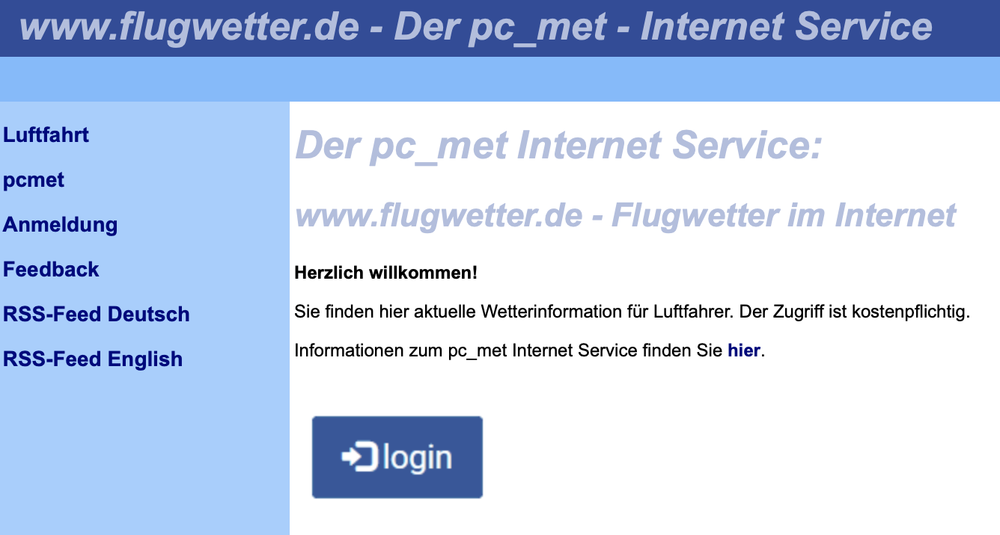 www.flugwetter.de - Der pc_met - Internet Service
Luftfahrt
pcmet
Anmeldung
Feedback
RSS-Feed Deutsch
RSS-Feed English
Der pc_met Internet Service:
www.flugwetter.de - Flugwetter im Internet
Herzlich willkommen!
Sie finden hier aktuelle Wetterinformation für Luftfahrer. Der Zugriff ist kostenpflichtig.
Informationen zum pc_met Internet Service finden Sie hier.
login